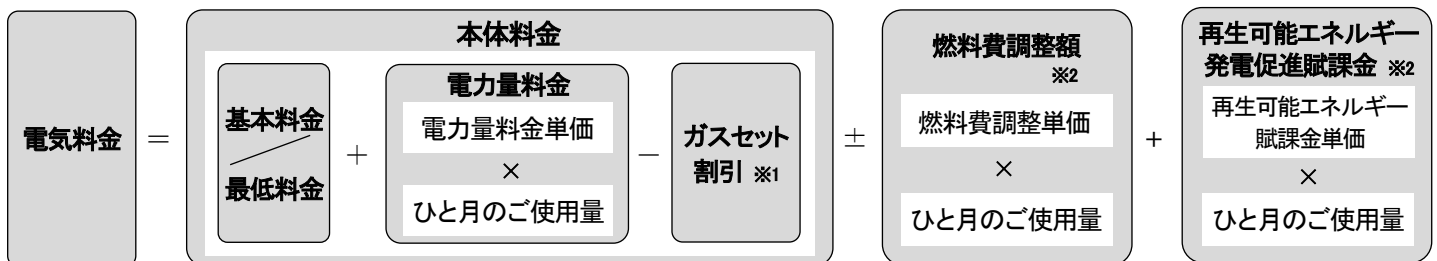 電気料金
=
本体料金
基本料金
最低料金
+
電力量料金
電力量料金単価
×
ひと月のご使用量
−
ガスセット
割引 ※1
±
燃料費調整額
※2
燃料費調整単価
×
ひと月のご使用量
+
再生可能エネルギー
発電促進賦課金 ※2
再生可能エネルギー
賦課金単価
×
ひと月のご使用量